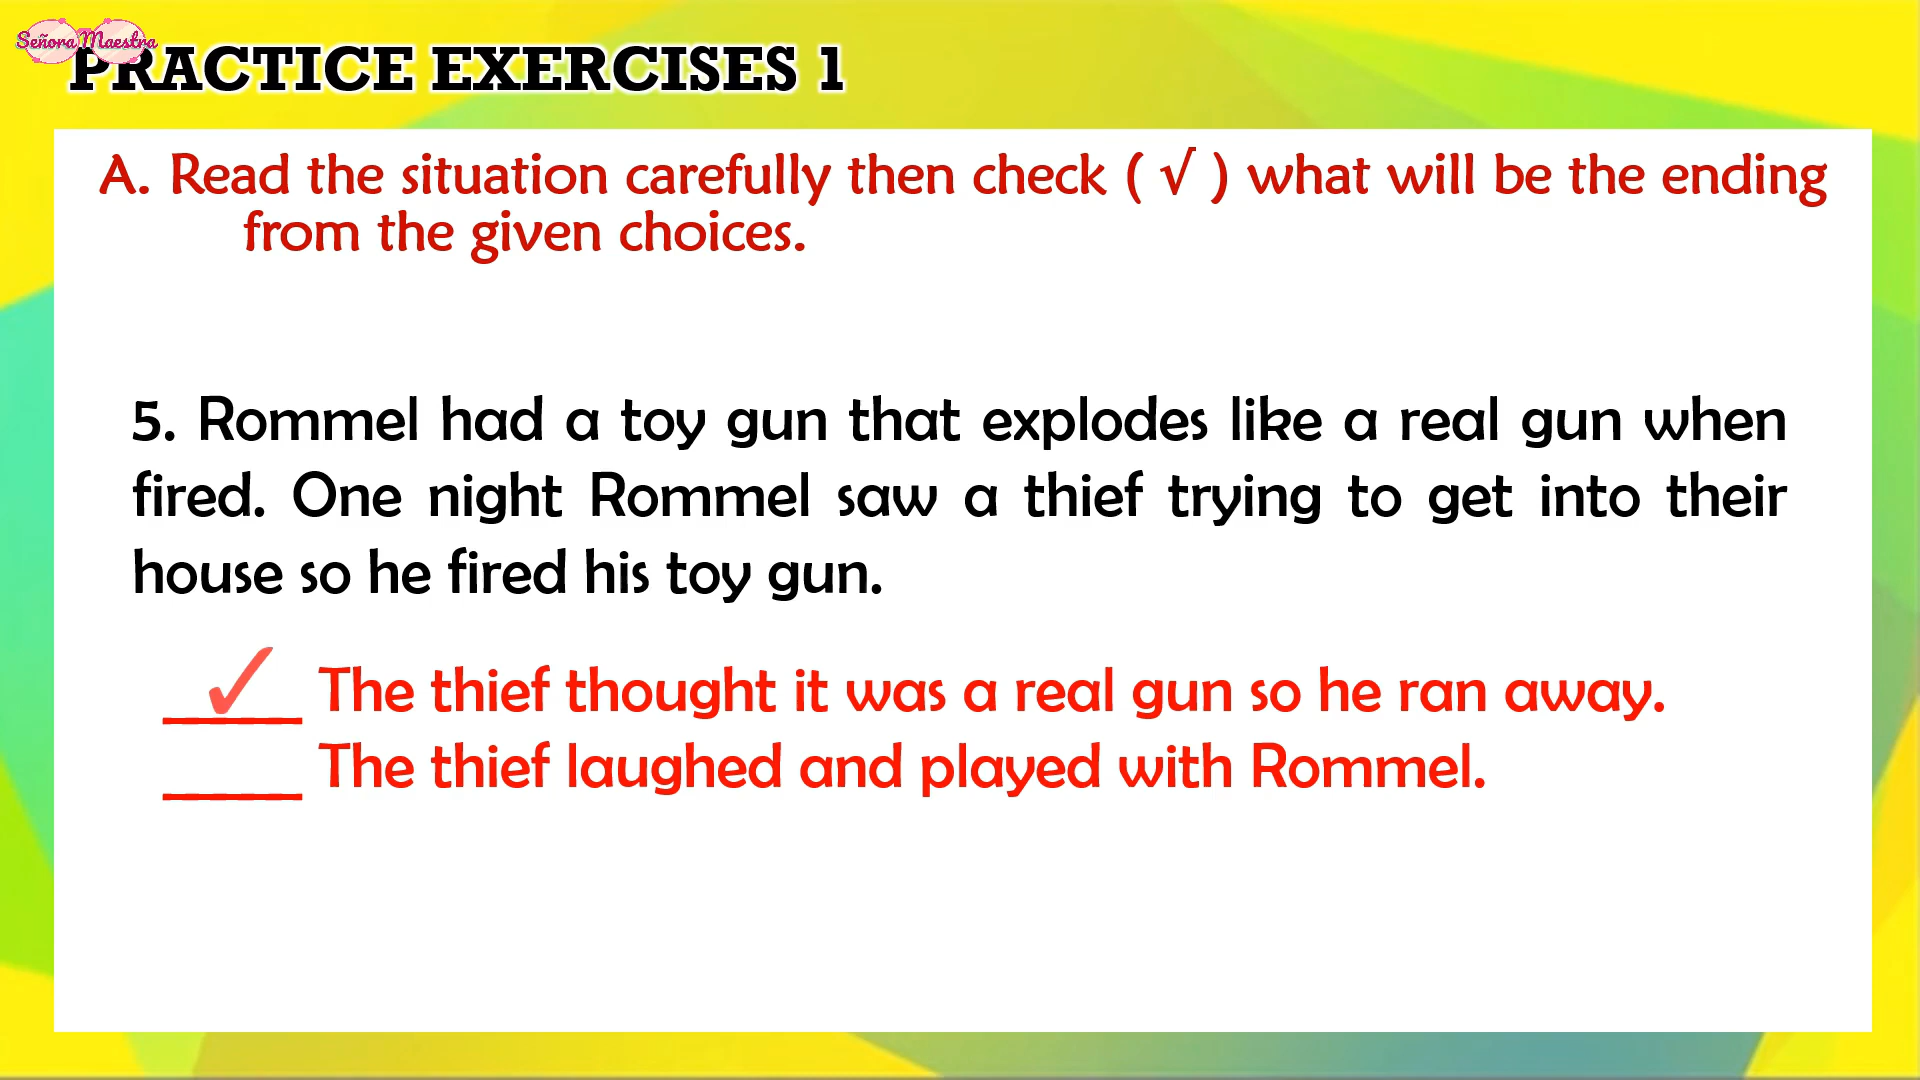 Señora Maestra
PRACTICE EXERCISES 1
A. Read the situation carefully then check ( √ ) what will be the ending
from the given choices.
5. Rommel had a toy gun that explodes like a real gun when
fired. One night Rommel saw a thief trying to get into their
house so he fired his toy gun.
__✓__ The thief thought it was a real gun so he ran away.
_____ The thief laughed and played with Rommel.